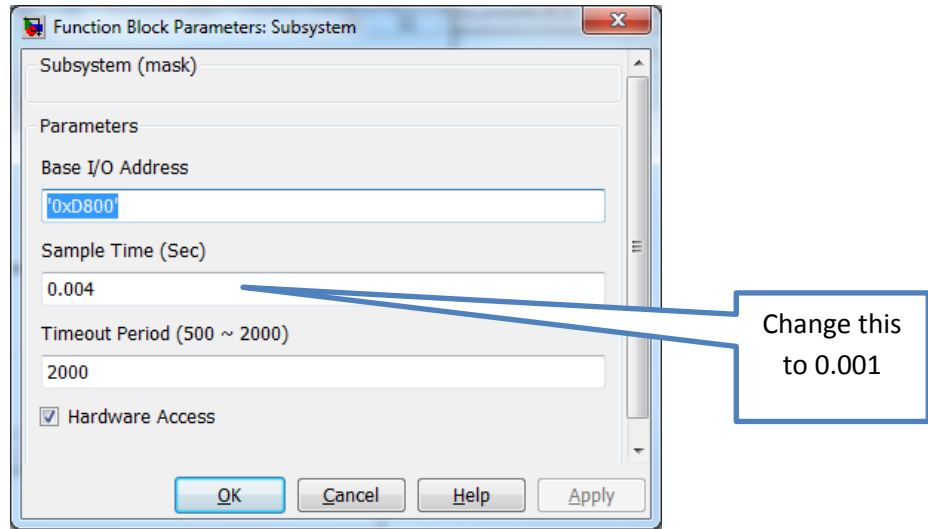 Function Block Parameters: Subsystem
Subsystem (mask)
Parameters
Base I/O Address
'0xD800'
Sample Time (Sec)
0.004
Timeout Period (500 ~ 2000)
2000
Hardware Access
OK Cancel Help Apply
Change this
to 0.001